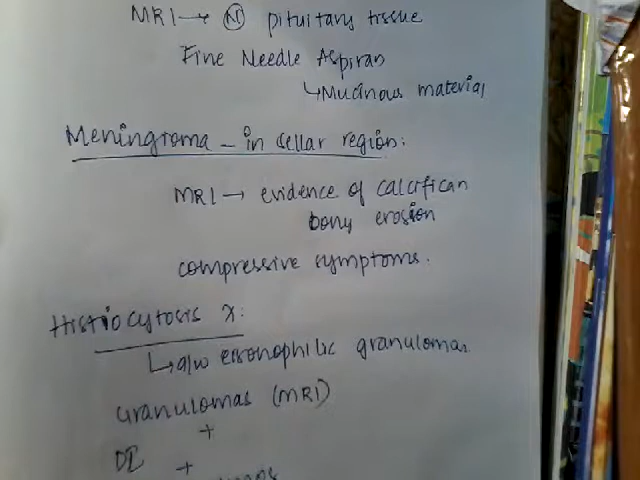 MRI → Ⓝ pituitary tissue
Fine Needle Aspiran
↳ Mucinous material
Meningioma - in sellar region:
MRI → evidence of calcifican
bony erosion
compressive symptoms.
Histiocytosis X:
↳ a/w eosonophilic granulomas
Granulomas (MRI)
+
DI
+